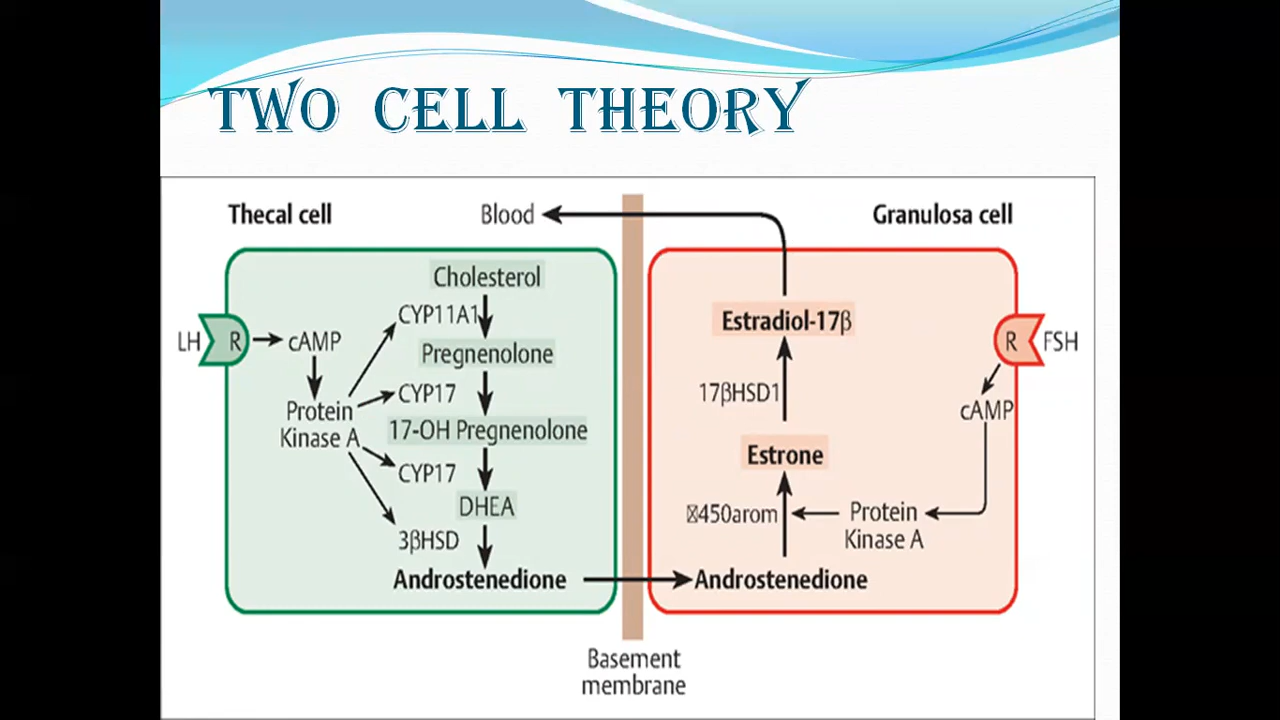 TWO CELL THEORY
Thecal cell
Blood
Granulosa cell
Cholesterol
CYP11A1
LH
R
cAMP
Pregnenolone
CYP17
Protein
Kinase A
17-OH Pregnenolone
CYP17
DHEA
3βHSD
Androstenedione
Estradiol-17β
R
FSH
17βHSD1
cAMP
Estrone
450arom
Protein
Kinase A
Androstenedione
Basement
membrane